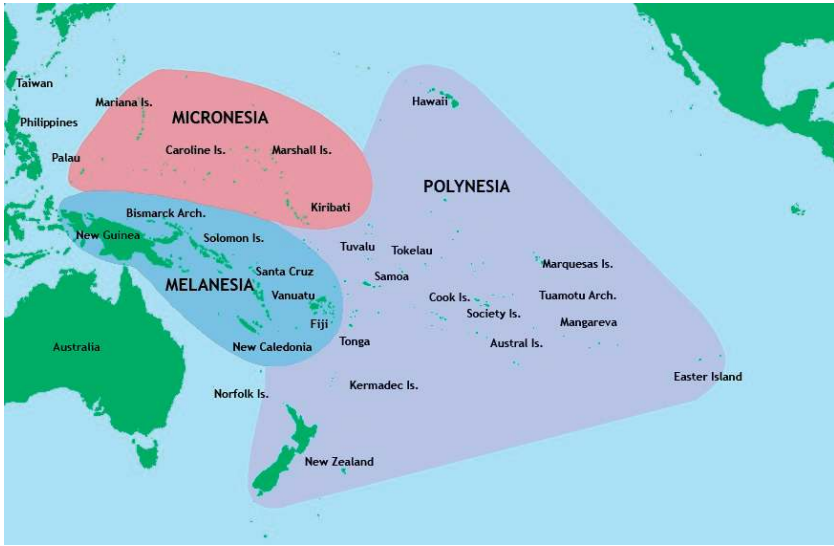 Taiwan
Hawaii
Mariana Is.
MICRONESIA
Philippines
Caroline Is.
Marshall Is.
Palau
POLYNESIA
Kiribati
Bismarck Arch.
New Guinea
Solomon Is.
Tuvalu
Tokelau
Marquesas Is.
Santa Cruz
Samoa
MELANESIA
Vanuatu
Cook Is.
Tuamotu Arch.
Society Is.
Fiji
Mangareva
Tonga
Austral Is.
Australia
New Caledonia
Easter Island
Kermadec Is.
Norfolk Is.
New Zealand